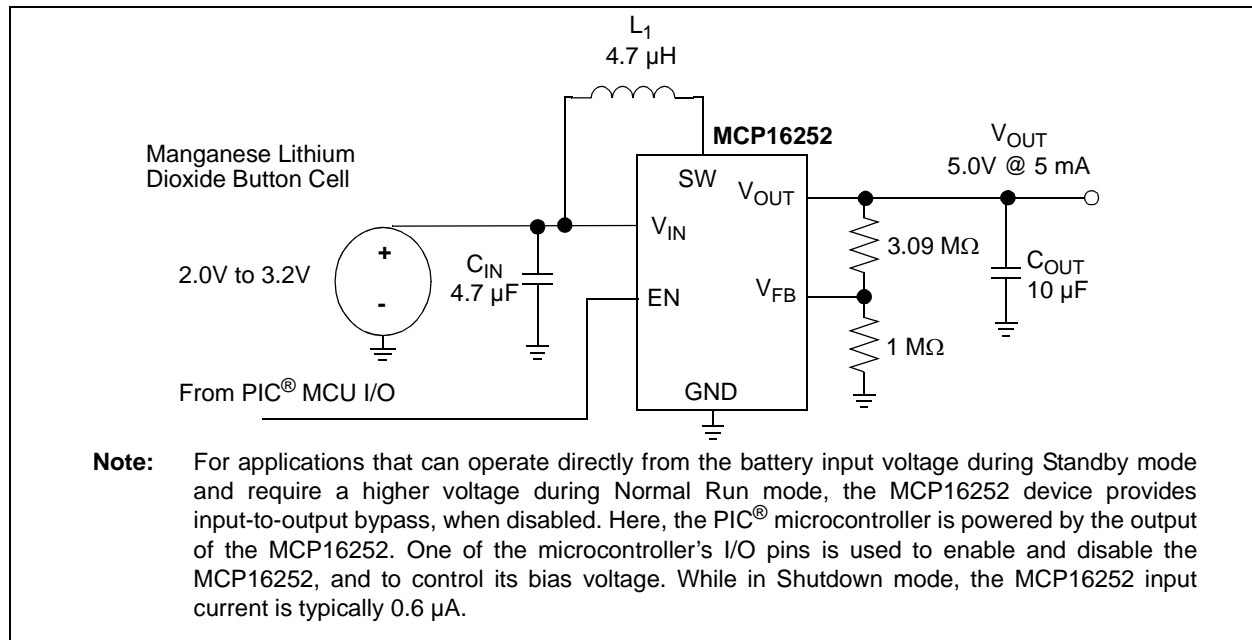 L1
4.7 µH
MCP16252
Manganese Lithium
Dioxide Button Cell
VOUT
5.0V @ 5 mA
SW
VOUT
VIN
+
-
2.0V to 3.2V
CIN
4.7 µF
3.09 MΩ
COUT
10 µF
EN
VFB
1 MΩ
From PIC® MCU I/O
GND
Note: For applications that can operate directly from the battery input voltage during Standby mode
and require a higher voltage during Normal Run mode, the MCP16252 device provides
input-to-output bypass, when disabled. Here, the PIC® microcontroller is powered by the output
of the MCP16252. One of the microcontroller's I/O pins is used to enable and disable the
MCP16252, and to control its bias voltage. While in Shutdown mode, the MCP16252 input
current is typically 0.6 µA.